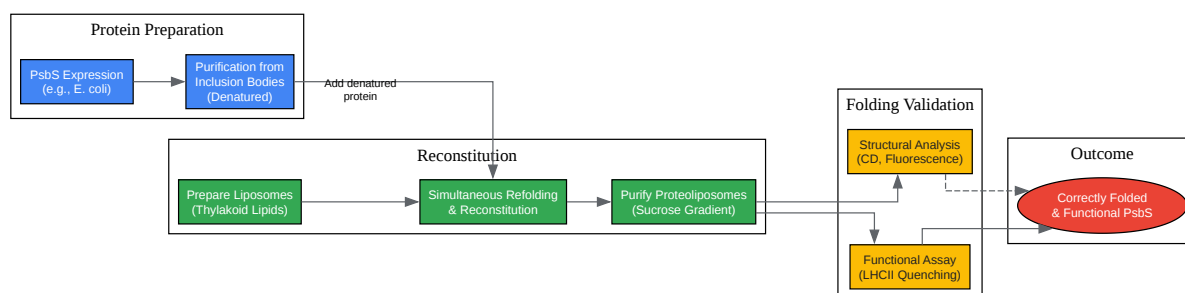 Protein Preparation
PsbS Expression
(e.g., E. coli)
Purification from
Inclusion Bodies
(Denatured)
Add denatured
protein
Reconstitution
Prepare Liposomes
(Thylakoid Lipids)
Simultaneous Refolding
& Reconstitution
Purify Proteoliposomes
(Sucrose Gradient)
Folding Validation
Structural Analysis
(CD, Fluorescence)
Functional Assay
(LHCII Quenching)
Outcome
Correctly Folded
& Functional PsbS